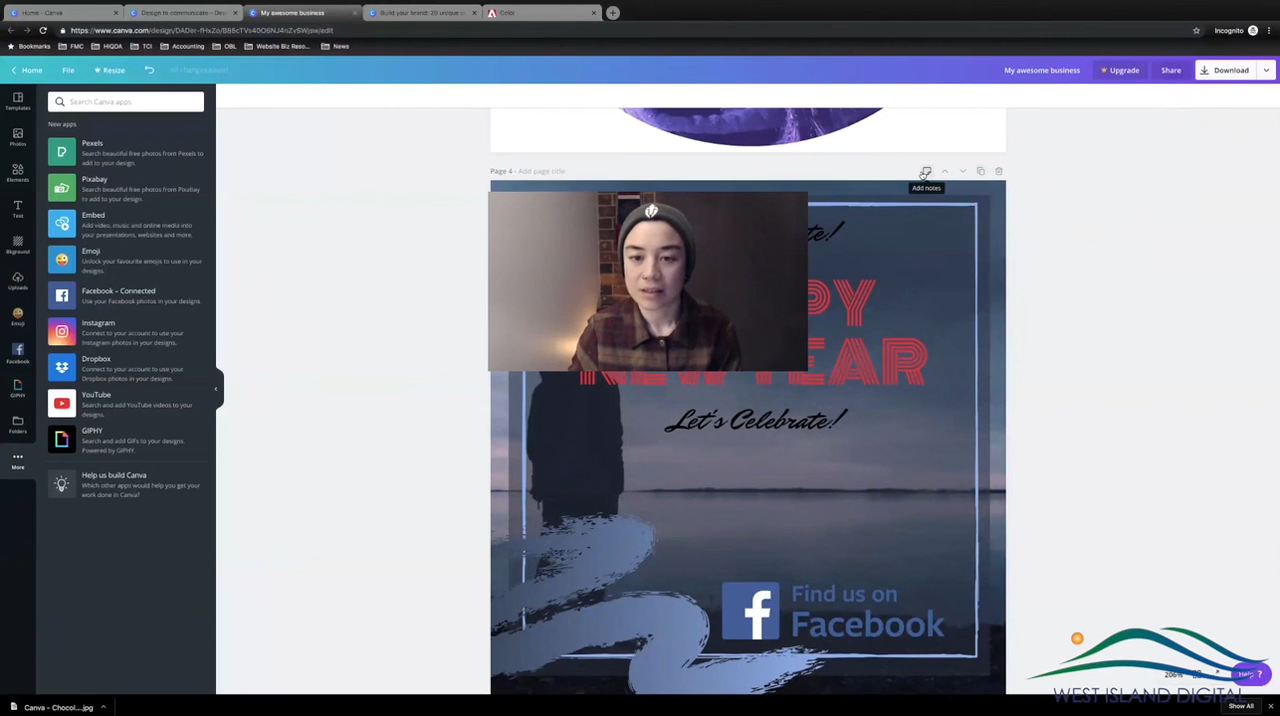 Home - Canva
Design to communicate – Des
My awesome business
Build your brand: 20 unique c
Color
https://www.canva.com/design/
Incognito
Bookmarks
FMC
HIQDA
TCI
Accounting
OBL
Website Biz Reso...
News
Home
File
Resize
My awesome business
Upgrade
Share
Download
Templates
Photos
Elements
Text
Bkground
Uploads
Emoji
Facebook
GIPHY
Folders
More
Search Canva apps
New apps
Pexels
Search beautiful free photos from Pexels to
add to your design.
Pixabay
Search beautiful free photos from Pixabay
to add to your design.
Embed
Add video, music and online media into
your presentations, websites and more.
Emoji
Unlock your favourite emojis to use in your
designs.
Facebook – Connected
Use your Facebook photos in your designs.
Instagram
Connect to your account to use your
Instagram photos in your design.
Dropbox
Connect to your account to use your
Dropbox photos in your design.
YouTube
Search and add YouTube videos to your
designs.
GIPHY
Search and add GIFs to your designs.
Powered by GIPHY.
Help us build Canva
Which other apps would help you get your
work done in Canva?
Page 4 - Add page title
Add notes
te!
PY
NEW YEAR
Let's Celebrate!
f Find us on
Facebook
206%
Help ?
WEST ISLAND DIGITAL
Canva - Chocol....jpg
Show All